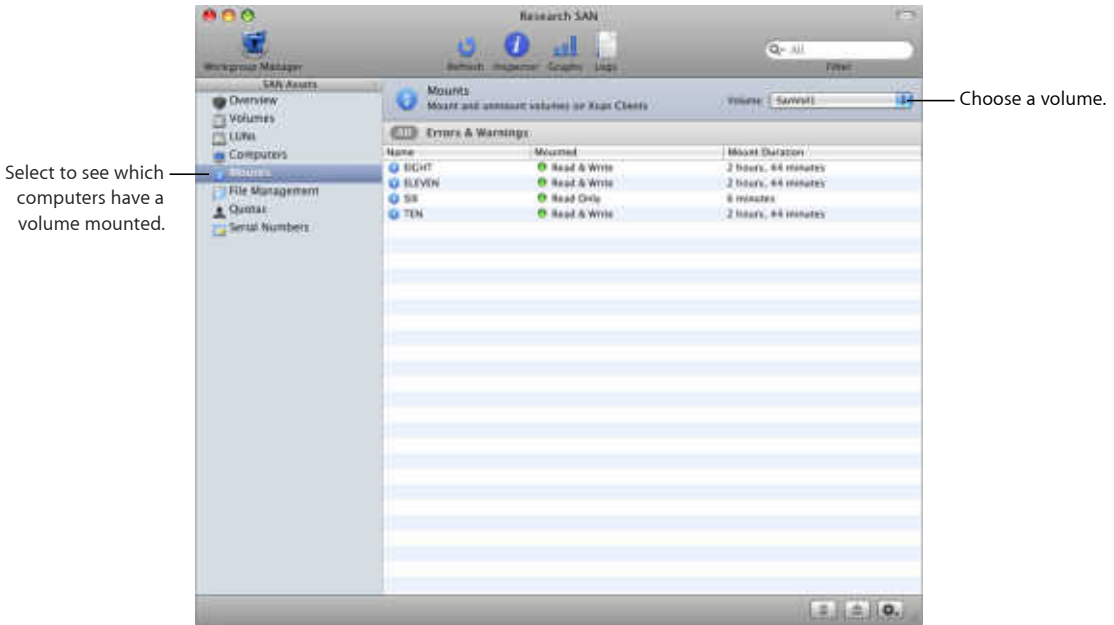 Research SAN
Workgroup Manager
Refresh Inspector Graphs Logs
All
Filter
SAN Assets
Overview
Volumes
LUNs
Computers
Mounts
File Management
Quotas
Serial Numbers
Mounts
Mount and unmount volumes on Xsan Clients
Volume:
All Errors & Warnings
Name Mounted Mount Duration
EIGHT Read & Write 2 hours, 44 minutes
ELEVEN Read & Write 2 hours, 44 minutes
SIX Read Only 6 minutes
TEN Read & Write 2 hours, 44 minutes
Choose a volume.
Select to see which
computers have a
volume mounted.